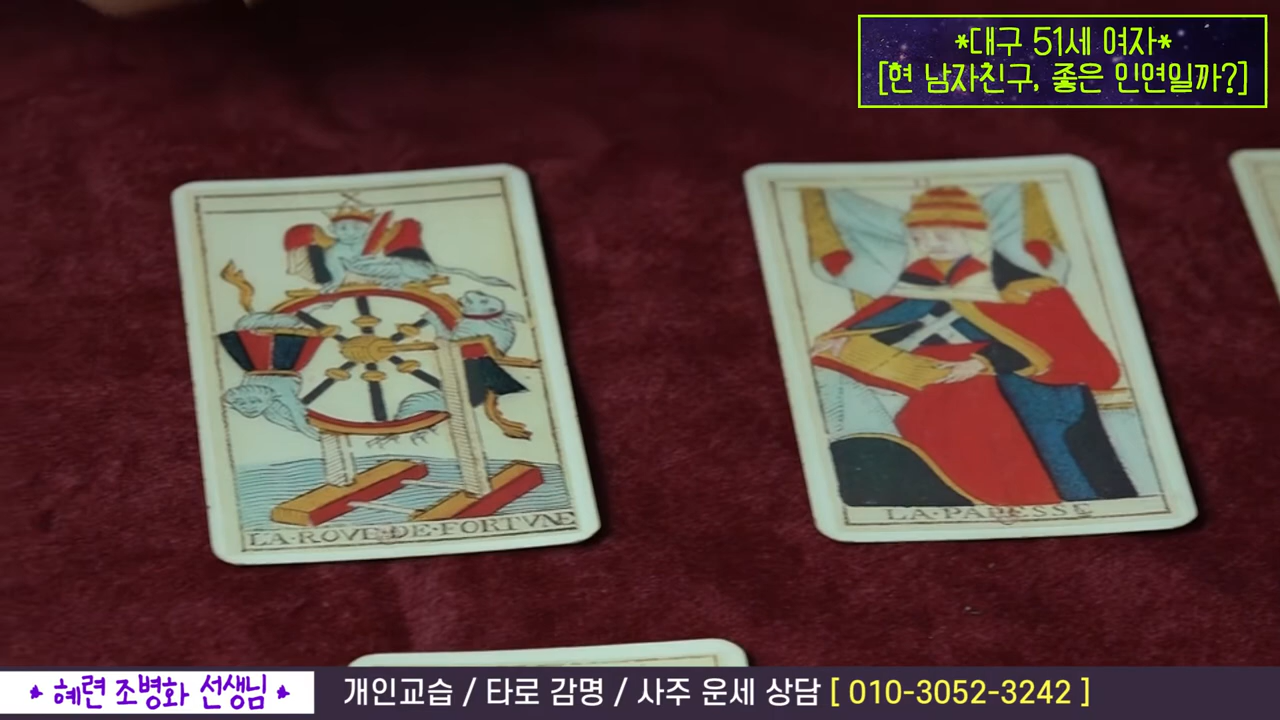 *대구 51세 여자*
[현 남자친구, 좋은 인연일까?]
X
II
LA·ROVE·DE·FORTVNE
LA·PAPESSE
* 혜련 조병화 선생님 *
개인교습 / 타로 감명 / 사주 운세 상담 [ 010-3052-3242 ]